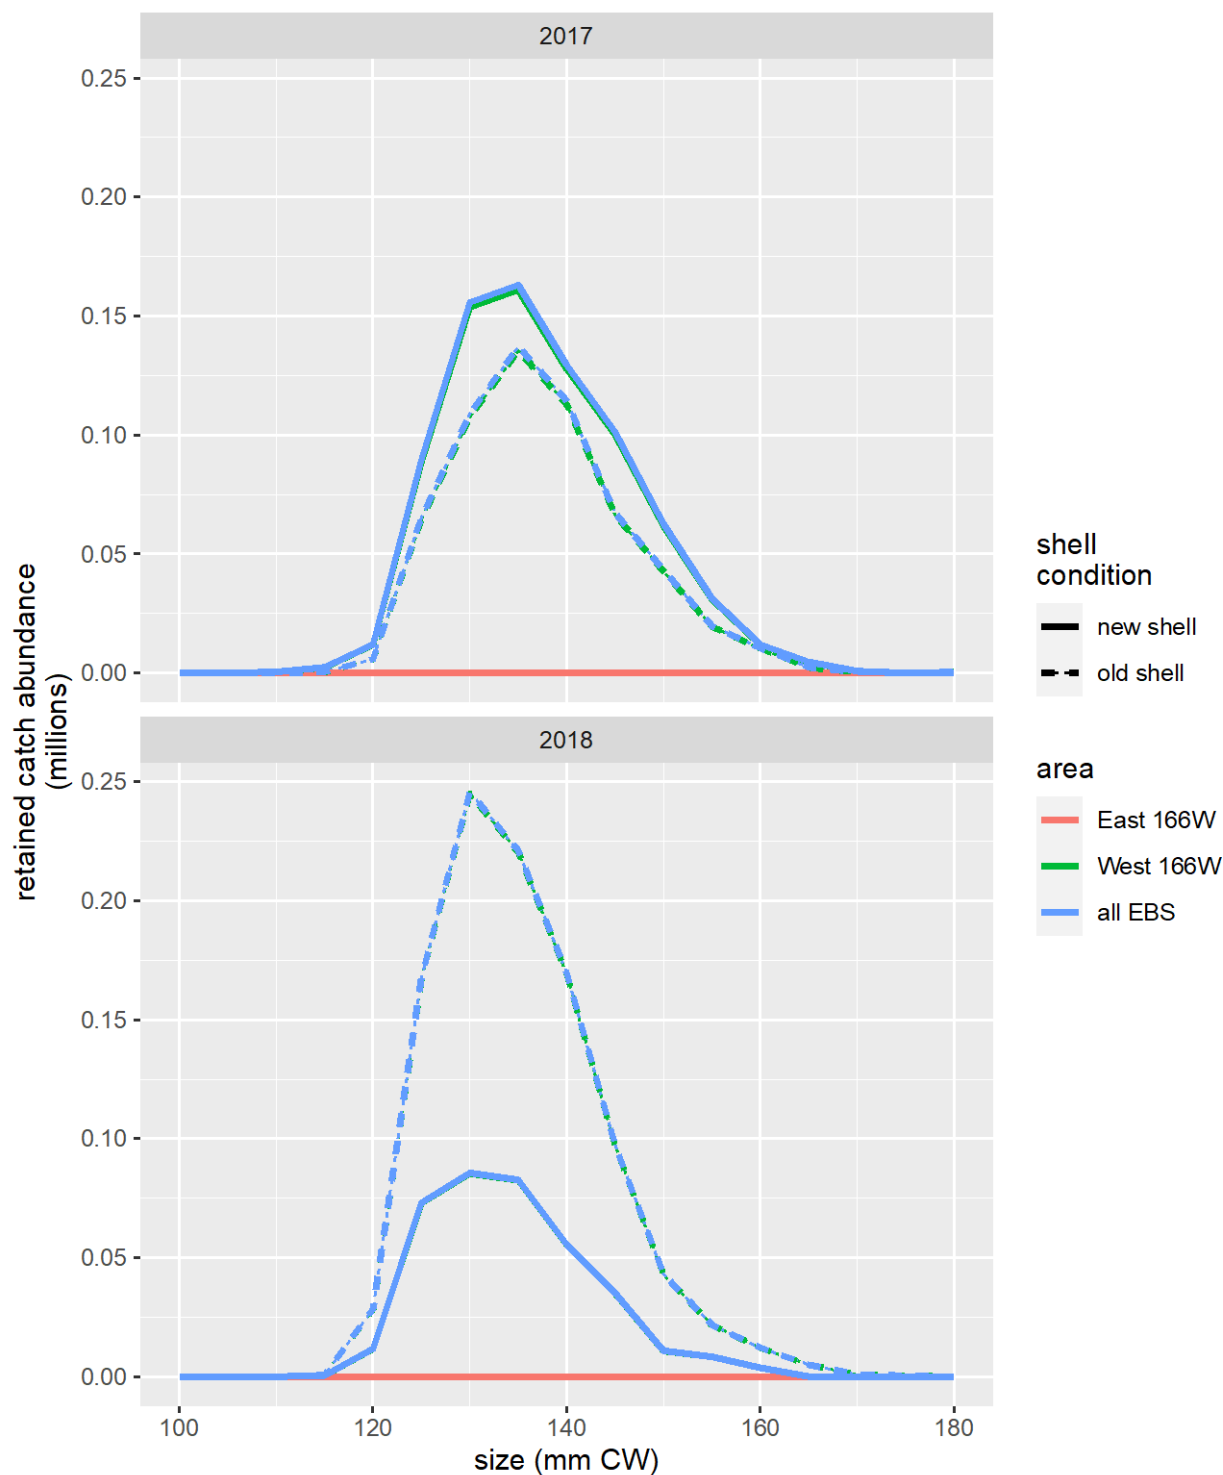 2017
0.25
0.20
0.15
0.10
0.05
0.00
2018
0.25
0.20
0.15
0.10
0.05
0.00
100 120 140 160 180
size (mm CW)
retained catch abundance
(millions)
shell
condition
new shell
old shell
area
East 166W
West 166W
all EBS